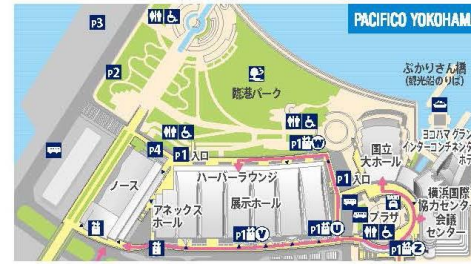 PACIFICO YOKOHAMA
P3
P2
臨港パーク
ぷかりさん橋
(観光船のりば)
P4
P1 入口
P1 W
国立
大ホール
ヨコハマ グラン
インターコンチネンタ
ホテ
ノース
ハーバーラウンジ
P1 入口
アネックス
ホール
展示ホール
プラザ
横浜国際
協力センター
会議
センター
P1 V
P1 U
P1 Z